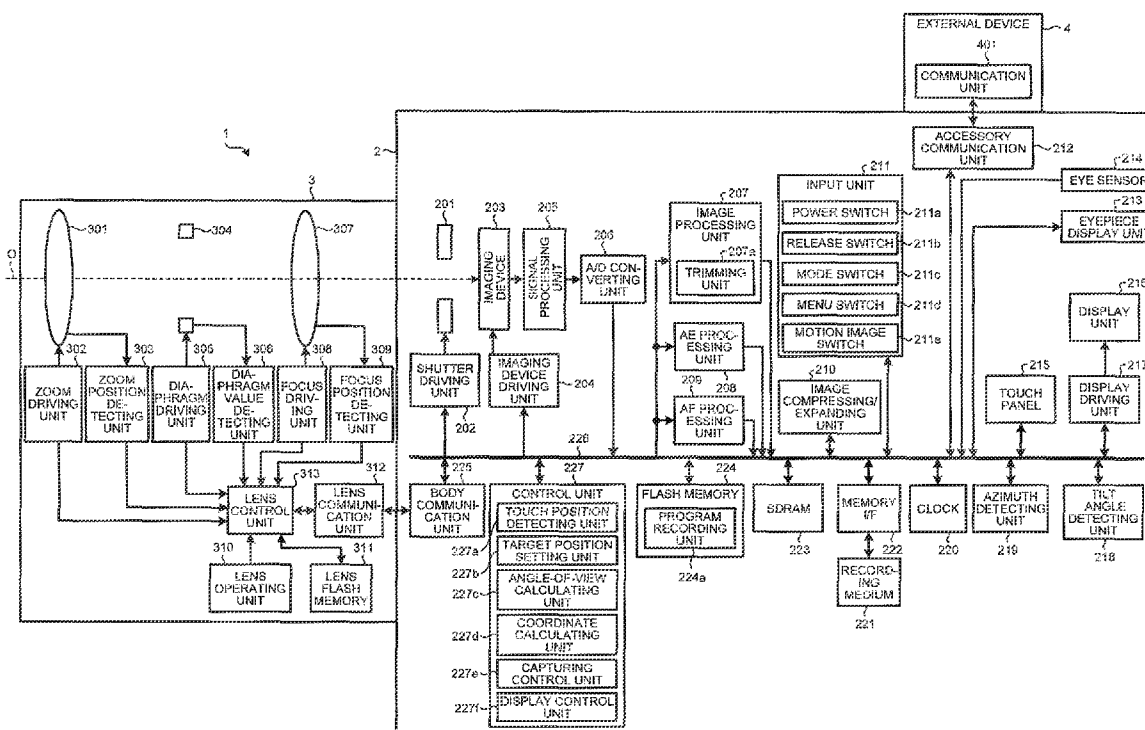 EXTERNAL DEVICE
4
401
COMMUNICATION
UNIT
ACCESSORY
COMMUNICATION
UNIT
212
1
2
3
301
304
307
O
201
203
IMAGING
DEVICE
205
SIGNAL
PROCESSING
UNIT
206
A/D CON-
VERTING
UNIT
207
IMAGE
PROCESSING
UNIT
207a
TRIMMING
UNIT
211
INPUT UNIT
POWER SWITCH
211a
RELEASE SWITCH
211b
MODE SWITCH
211c
MENU SWITCH
211d
MOTION IMAGE
SWITCH
211e
214
EYE SENSOR
213
EYEPIECE
DISPLAY UNIT
216
DISPLAY
UNIT
217
DISPLAY
DRIVING
UNIT
215
TOUCH
PANEL
302
ZOOM
DRIVING
UNIT
303
ZOOM
POSITION
DE-
TECTING
UNIT
305
DIA-
PHRAGM
DRIVING
UNIT
306
DIA-
PHRAGM
VALUE DE-
TECTING
UNIT
308
FOCUS
DRIV-
ING
UNIT
309
FOCUS
POSITION
DE-
TECTING
UNIT
SHUTTER
DRIVING
UNIT
202
IMAGING
DEVICE
DRIVING
UNIT
204
AE PROC-
ESSING
UNIT
208
209
AF PROC-
ESSING
UNIT
210
IMAGE
COMPRESSING/
EXPANDING
UNIT
226
313
LENS
CONTROL
UNIT
312
LENS
COMMUNI-
CATION
UNIT
310
LENS
OPERATING
UNIT
311
LENS
FLASH
MEMORY
225
BODY
COMMUNI-
CATION
UNIT
227
CONTROL UNIT
TOUCH POSITION
DETECTING UNIT
227a
TARGET POSITION
SETTING UNIT
227b
ANGLE-OF-VIEW
CALCULATING
UNIT
227c
COORDINATE
CALCULATING
UNIT
227d
CAPTURING
CONTROL UNIT
227e
DISPLAY CONTROL
UNIT
227f
224
FLASH MEMORY
PROGRAM
RECORDING
UNIT
224a
SDRAM
223
MEMORY
I/F
222
RECORD-
ING
MEDIUM
221
CLOCK
220
AZIMUTH
DETECTING
UNIT
219
TILT
ANGLE
DETECTING
UNIT
218